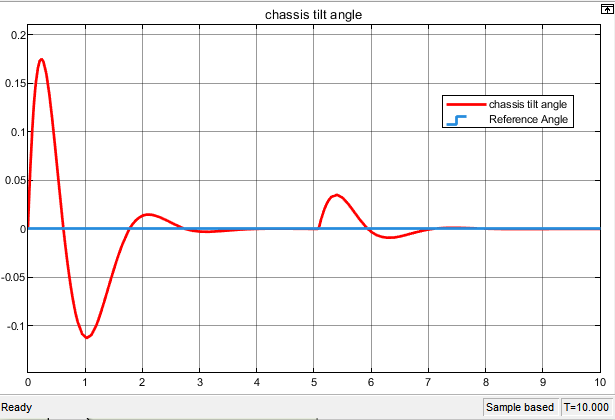 chassis tilt angle
0.2
0.15
0.1
0.05
0
-0.05
-0.1
chassis tilt angle
Reference Angle
0 1 2 3 4 5 6 7 8 9 10
Ready
Sample based T=10.000